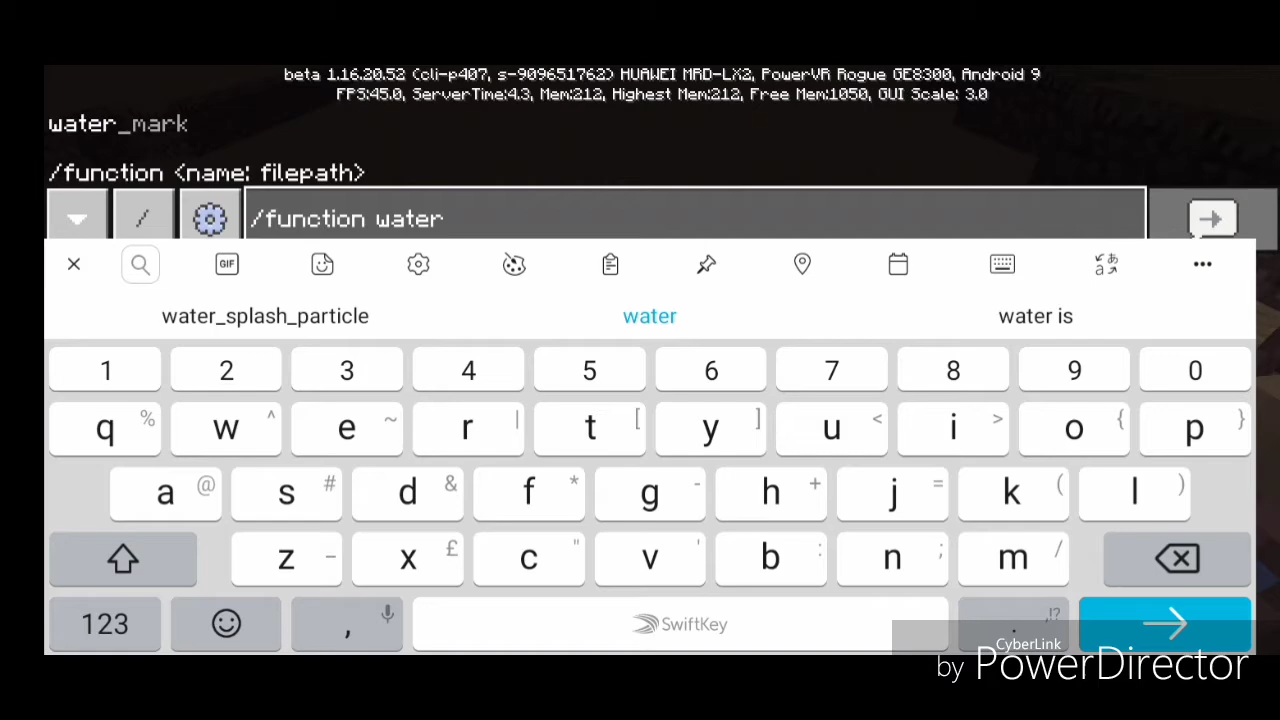 beta 1.16.20.52 (cli-p407, s-909651762) HUAWEI MRD-LX2, PowerVR Rogue GE8300, Android 9
FPS:45.0, ServerTime:4.3, Mem:212, Highest Mem:212, Free Mem:1050, GUI Scale: 3.0
water_mark
/function <name: filepath>
/ /function water
GIF
water_splash_particle water water is
1 2 3 4 5 6 7 8 9 0
q % w ^ e ~ r | t [ y ] u < i > o { p }
a @ s # d & f * g - h + j = k ( l )
z _ x £ c " v ' b : n ; m /
123 , SwiftKey . ,!?
CyberLink
by PowerDirector